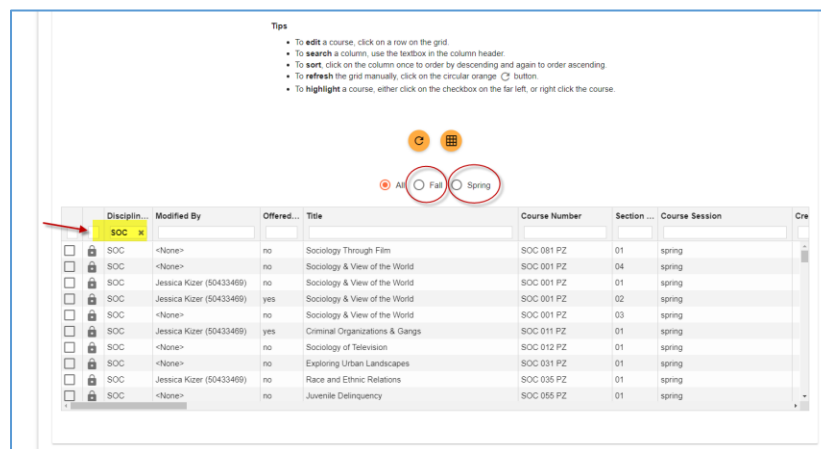 Tips
To edit a course, click on a row on the grid.
To search a column, use the textbox in the column header.
To sort, click on the column once to order by descending and again to order ascending.
To refresh the grid manually, click on the circular orange button.
To highlight a course, either click on the checkbox on the far left, or right click the course.
All Fall Spring
Disciplin... Modified By Offered... Title Course Number Section ... Course Session Cre
SOC ×
SOC <None> no Sociology Through Film SOC 081 PZ 01 spring
SOC <None> no Sociology & View of the World SOC 001 PZ 04 spring
SOC Jessica Kizer (50433469) no Sociology & View of the World SOC 001 PZ 01 spring
SOC Jessica Kizer (50433469) yes Sociology & View of the World SOC 001 PZ 02 spring
SOC <None> no Sociology & View of the World SOC 001 PZ 03 spring
SOC Jessica Kizer (50433469) yes Criminal Organizations & Gangs SOC 011 PZ 01 spring
SOC <None> no Sociology of Television SOC 012 PZ 01 spring
SOC <None> no Exploring Urban Landscapes SOC 031 PZ 01 spring
SOC Jessica Kizer (50433469) no Race and Ethnic Relations SOC 035 PZ 01 spring
SOC <None> no Juvenile Delinquency SOC 055 PZ 01 spring